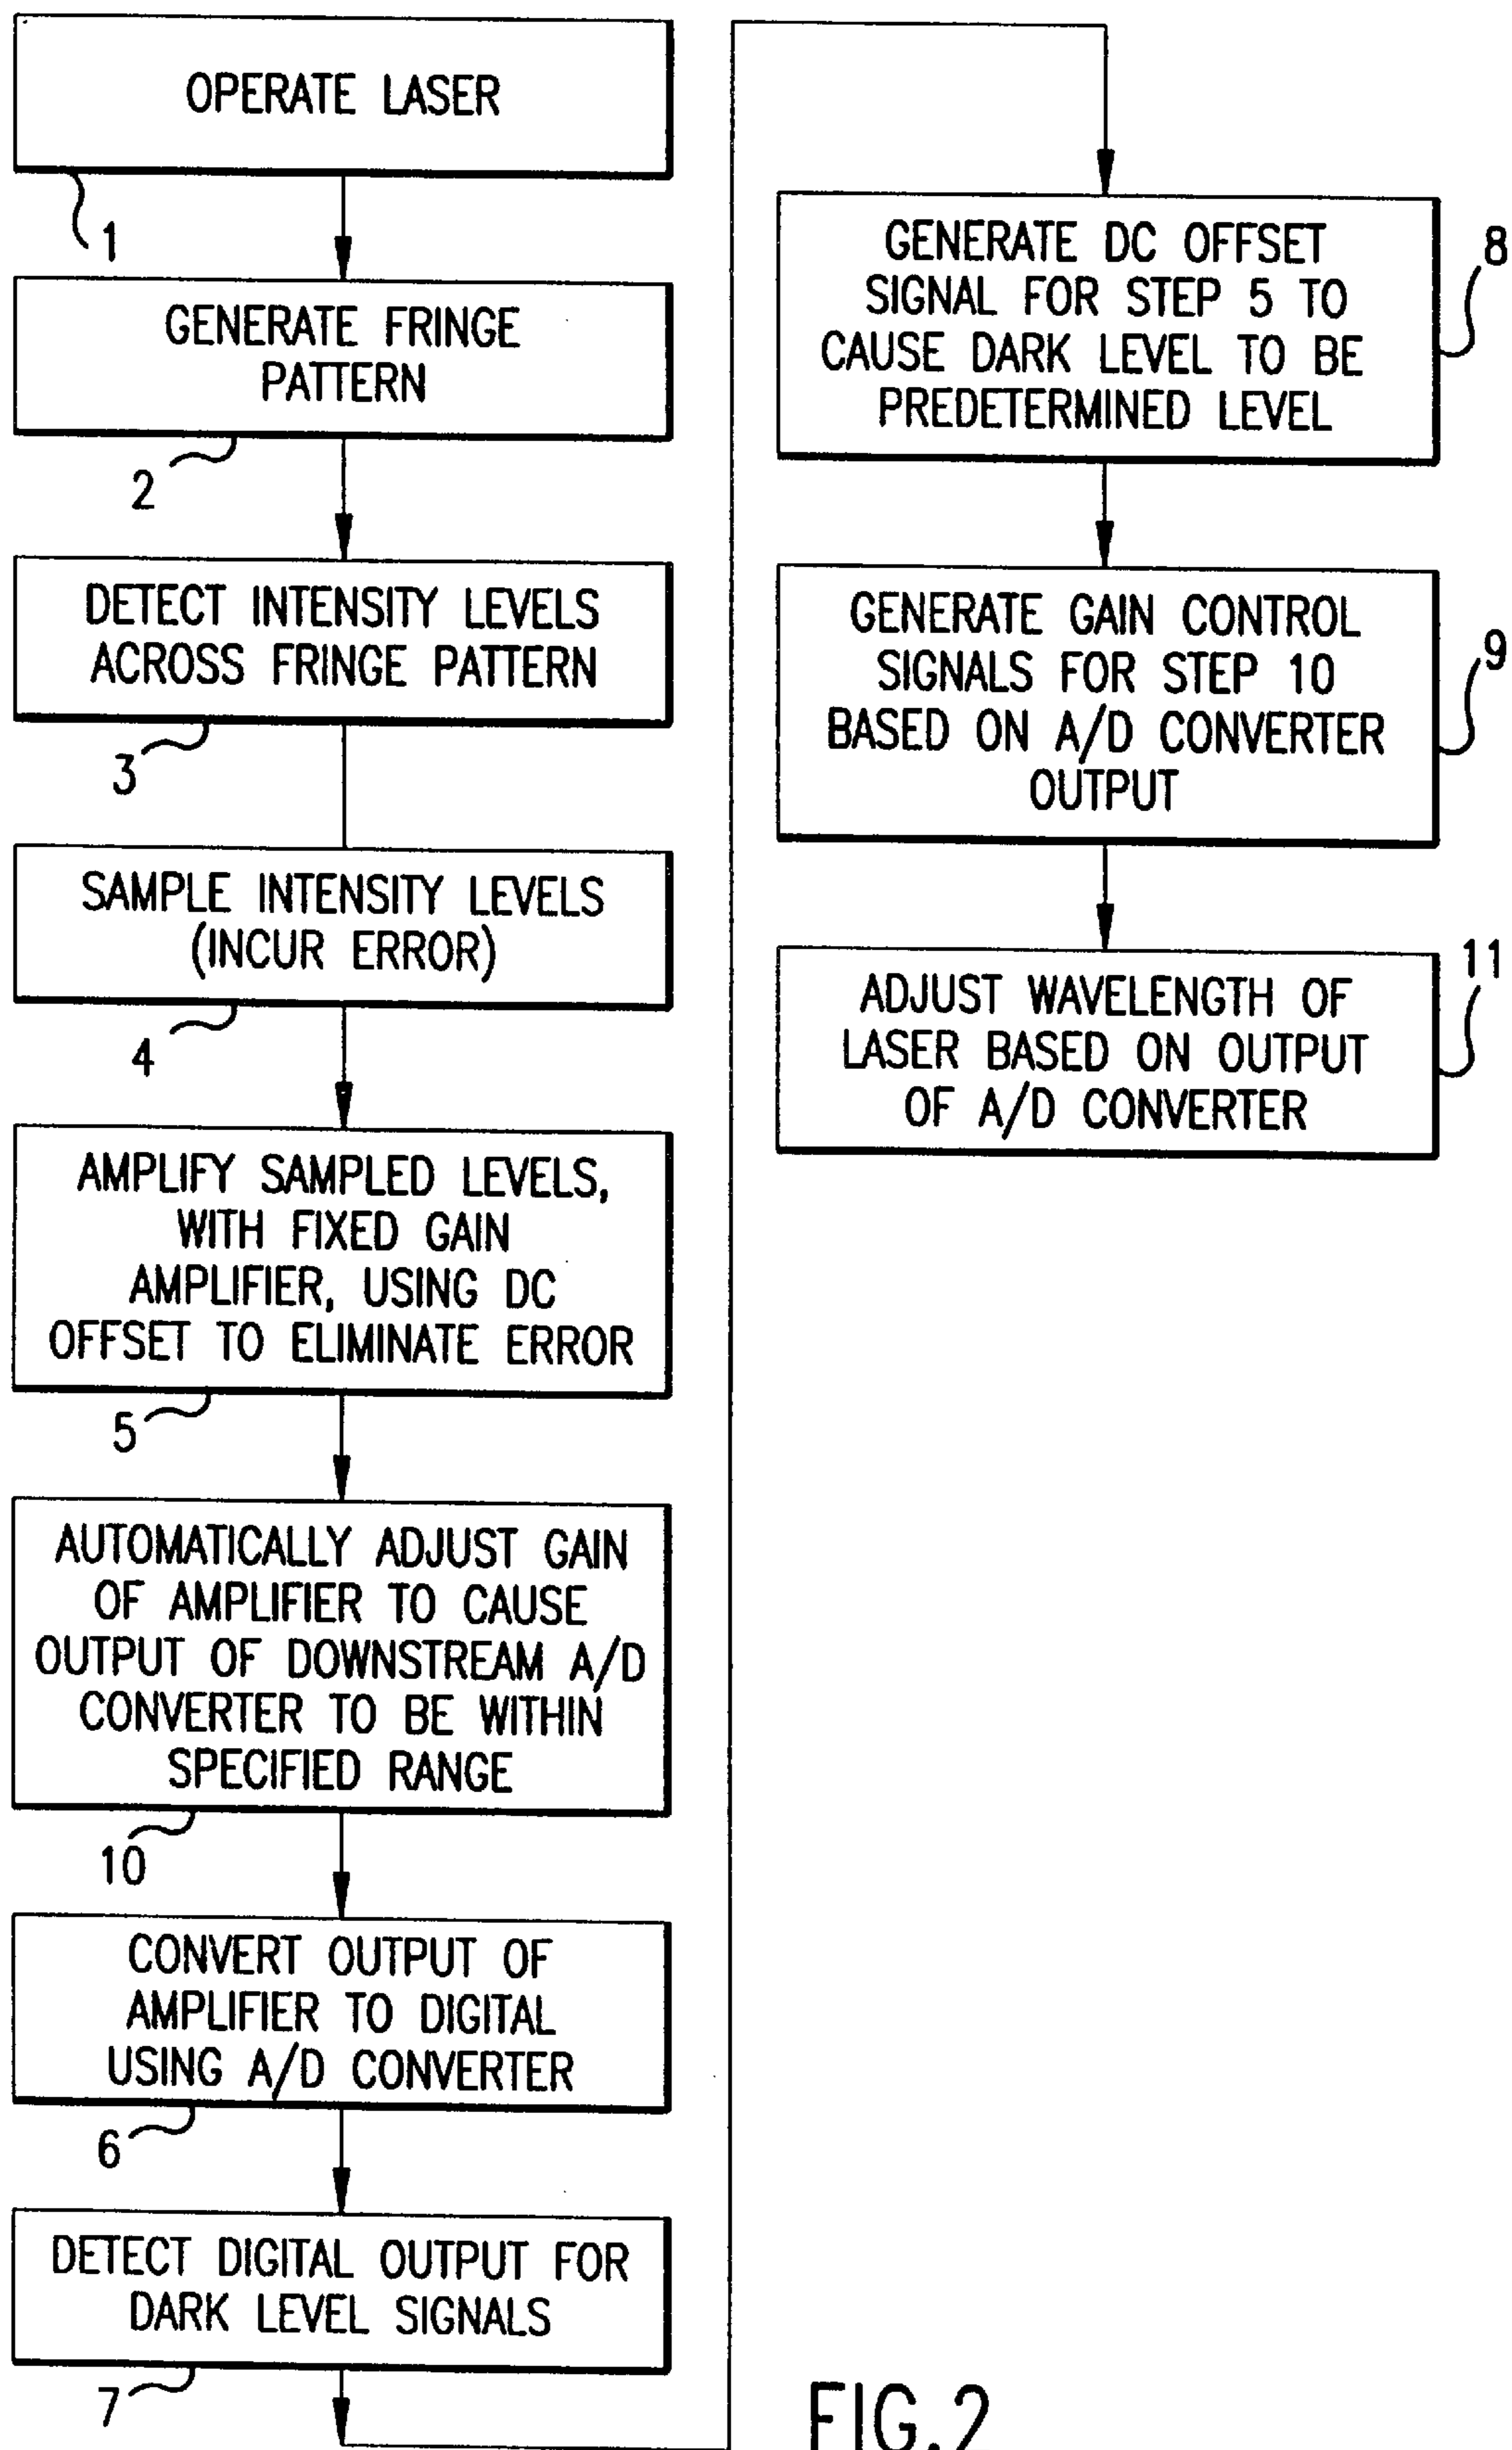 OPERATE LASER
1
GENERATE FRINGE
PATTERN
2
DETECT INTENSITY LEVELS
ACROSS FRINGE PATTERN
3
SAMPLE INTENSITY LEVELS
(INCUR ERROR)
4
AMPLIFY SAMPLED LEVELS,
WITH FIXED GAIN
AMPLIFIER, USING DC
OFFSET TO ELIMINATE ERROR
5
AUTOMATICALLY ADJUST GAIN
OF AMPLIFIER TO CAUSE
OUTPUT OF DOWNSTREAM A/D
CONVERTER TO BE WITHIN
SPECIFIED RANGE
10
CONVERT OUTPUT OF
AMPLIFIER TO DIGITAL
USING A/D CONVERTER
6
DETECT DIGITAL OUTPUT FOR
DARK LEVEL SIGNALS
7
GENERATE DC OFFSET
SIGNAL FOR STEP 5 TO
CAUSE DARK LEVEL TO BE
PREDETERMINED LEVEL
8
GENERATE GAIN CONTROL
SIGNALS FOR STEP 10
BASED ON A/D CONVERTER
OUTPUT
9
ADJUST WAVELENGTH OF
LASER BASED ON OUTPUT
OF A/D CONVERTER
11
FIG.2